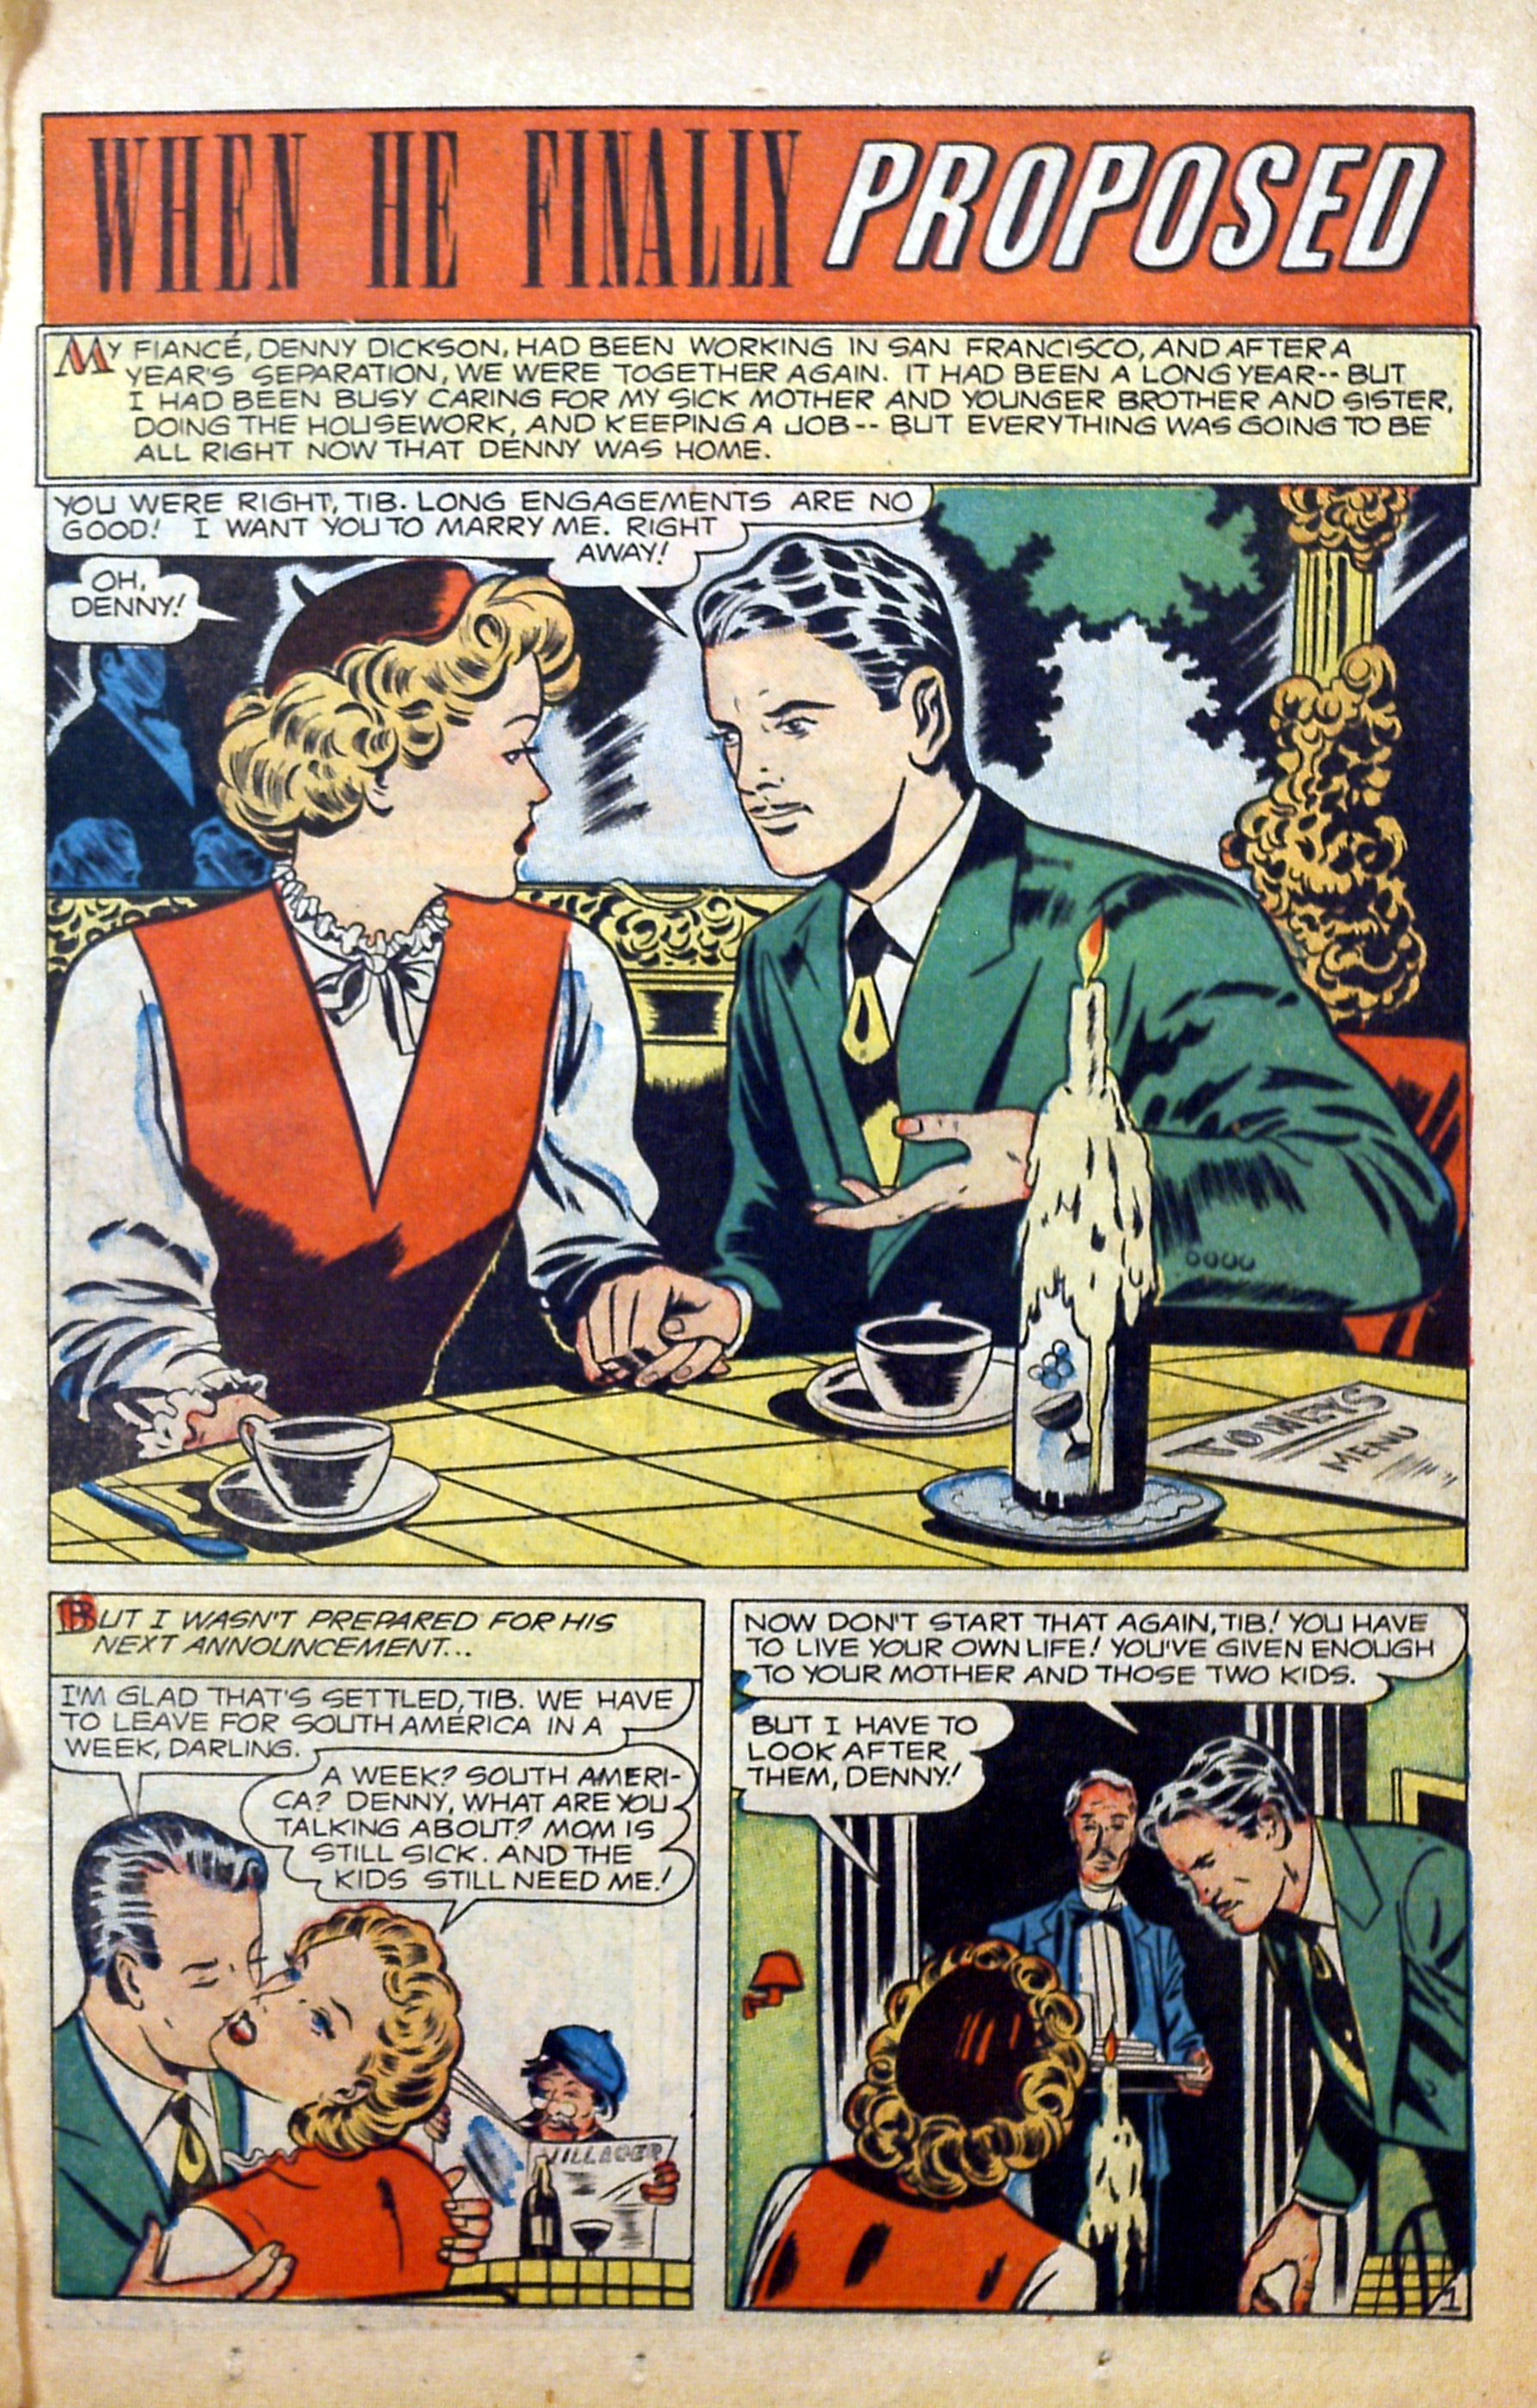 WHEN HE FINALLY PROPOSED
MY FIANCÉ, DENNY DICKSON, HAD BEEN WORKING IN SAN FRANCISCO, AND AFTER A
YEAR'S SEPARATION, WE WERE TOGETHER AGAIN. IT HAD BEEN A LONG YEAR-- BUT
I HAD BEEN BUSY CARING FOR MY SICK MOTHER AND YOUNGER BROTHER AND SISTER,
DOING THE HOUSEWORK, AND KEEPING A JOB-- BUT EVERYTHING WAS GOING TO BE
ALL RIGHT NOW THAT DENNY WAS HOME.
YOU WERE RIGHT, TIB. LONG ENGAGEMENTS ARE NO
GOOD! I WANT YOU TO MARRY ME. RIGHT
AWAY!
OH,
DENNY!
MENU
BUT I WASN'T PREPARED FOR HIS
NEXT ANNOUNCEMENT...
I'M GLAD THAT'S SETTLED, TIB. WE HAVE
TO LEAVE FOR SOUTH AMERICA IN A
WEEK, DARLING.
A WEEK? SOUTH AMERI-
CA? DENNY, WHAT ARE YOU
TALKING ABOUT? MOM IS
STILL SICK. AND THE
KIDS STILL NEED ME!
VILLAGER
NOW DON'T START THAT AGAIN, TIB! YOU HAVE
TO LIVE YOUR OWN LIFE! YOU'VE GIVEN ENOUGH
TO YOUR MOTHER AND THOSE TWO KIDS.
BUT I HAVE TO
LOOK AFTER
THEM, DENNY!
1